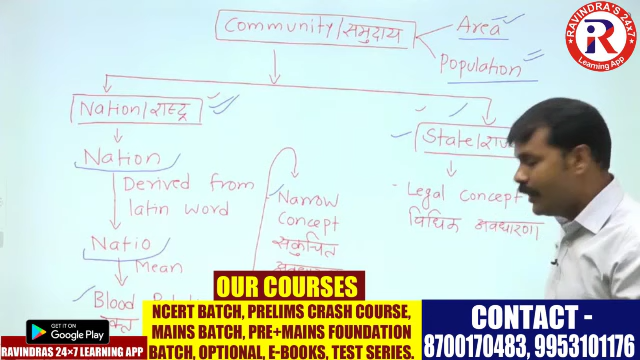 Community/समुदाय
Area
Population
Nation/राष्ट्र
State/
Nation
Derived from
latin word
Natio
Mean
Blood
रक्त
Narrow
Concept
संकुचित
Legal Concept
विधिक अवधारणा
RAVINDRA'S 24x7
R
Learning App
OUR COURSES
NCERT BATCH, PRELIMS CRASH COURSE,
MAINS BATCH, PRE+MAINS FOUNDATION
BATCH, OPTIONAL, E-BOOKS, TEST SERIES.
CONTACT -
8700170483, 9953101176
GET IT ON
Google Play
RAVINDRAS 24×7 LEARNING APP